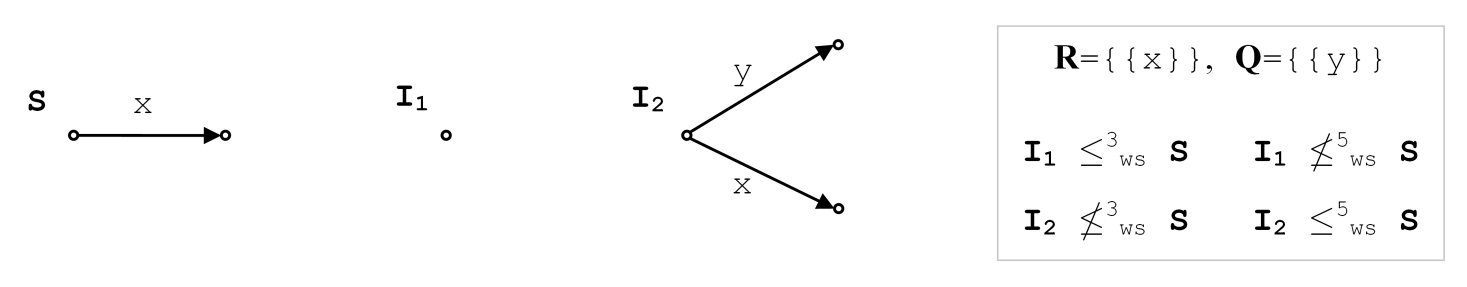 S x
I₁
I₂ y x
R={{x}}, Q={{y}}
I₁ ≤³ws S I₁ ≰⁵ws S
I₂ ≰³ws S I₂ ≤⁵ws S